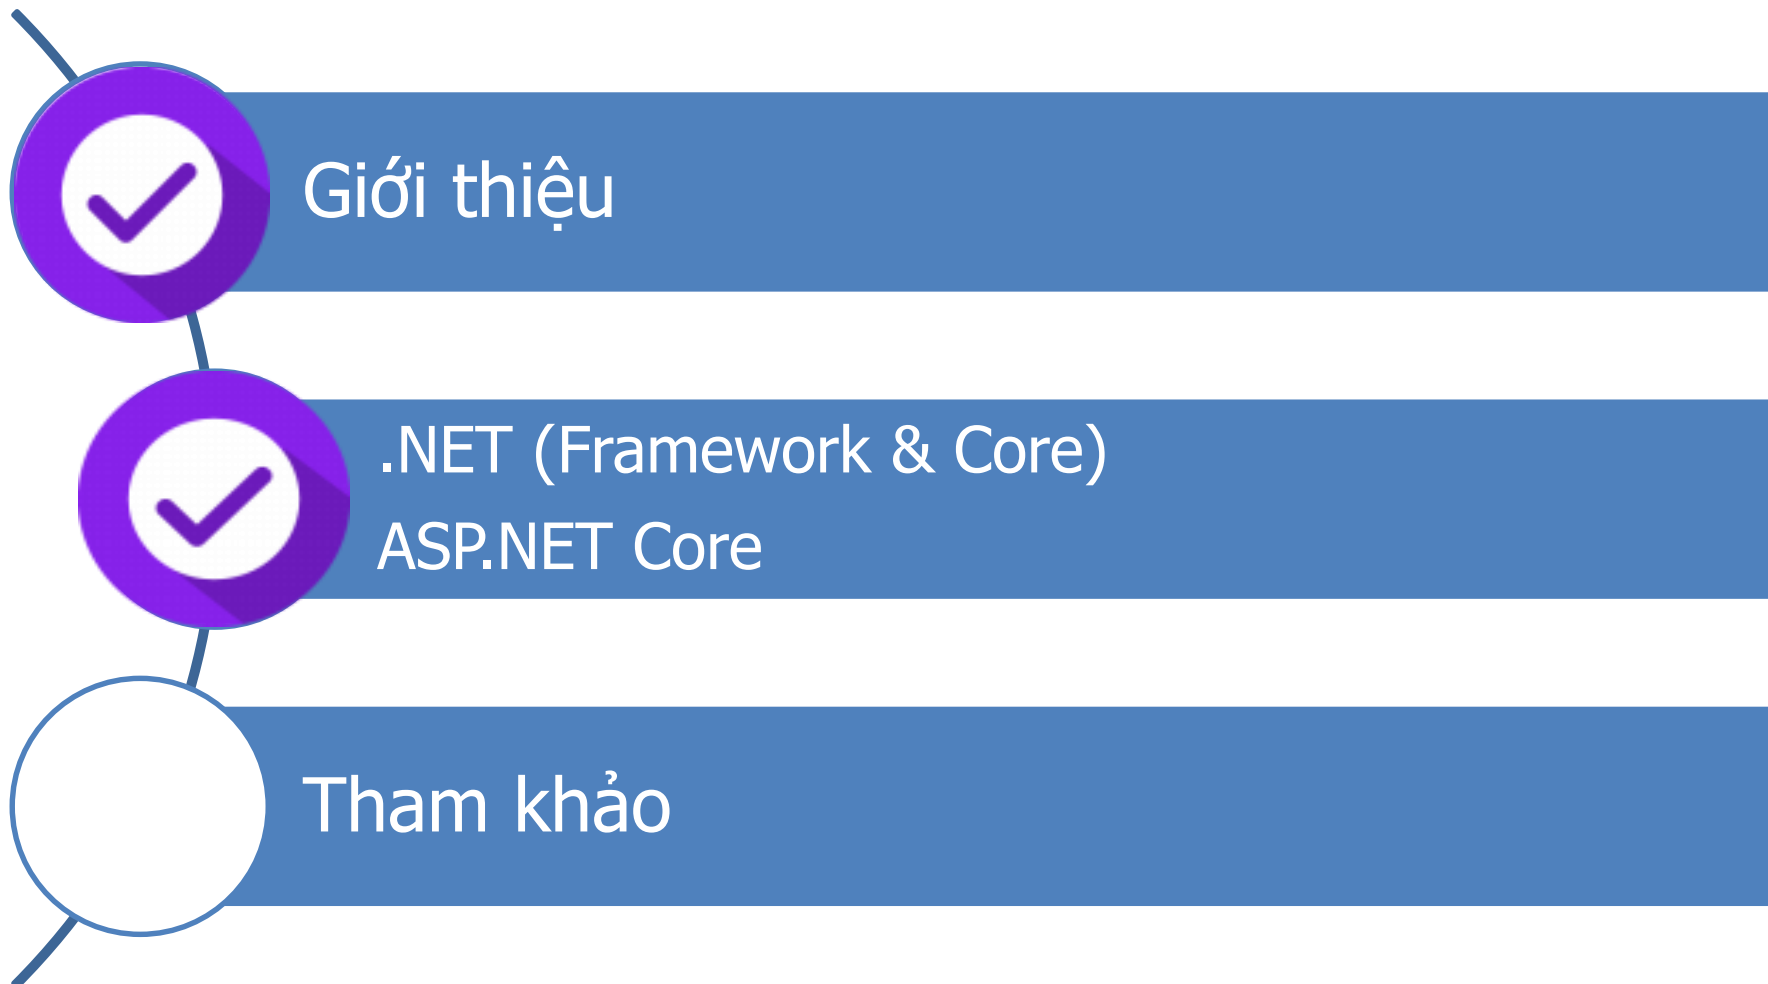 Giới thiệu
.NET (Framework & Core)
ASP.NET Core
Tham khảo